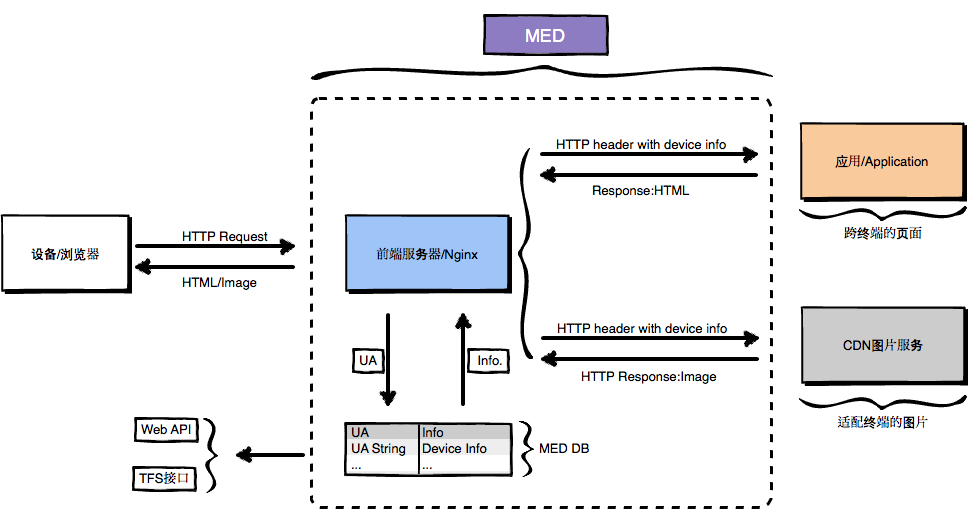 MED
HTTP header with device info
Response:HTML
应用/Application
跨终端的页面
设备/浏览器
HTTP Request
HTML/Image
前端服务器/Nginx
HTTP header with device info
HTTP Response:Image
CDN图片服务
适配终端的图片
UA
Info.
UA Info
UA String Device Info
... ...
MED DB
Web API
TFS接口